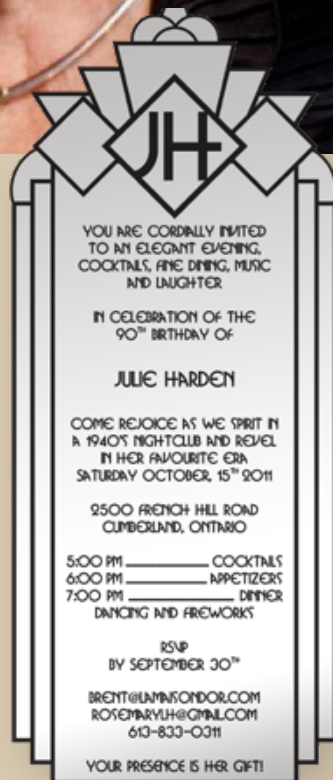 JH
YOU ARE CORDIALLY INVITED
TO AN ELEGANT EVENING,
COCKTAILS, FINE DINING, MUSIC
AND LAUGHTER
IN CELEBRATION OF THE
90TH BIRTHDAY OF
JULIE HARDEN
COME REJOICE AS WE SPIRIT IN
A 1940'S NIGHTCLUB AND REVEL
IN HER FAVOURITE ERA
SATURDAY OCTOBER, 15TH 2011
2500 FRENCH HILL ROAD
CUMBERLAND, ONTARIO
5:00 PM ________ COCKTAILS
6:00 PM ________ APPETIZERS
7:00 PM ________ DINNER
DANCING AND FIREWORKS
RSVP
BY SEPTEMBER 30TH
BRENT@LAMAISONDOR.COM
ROSEMARYLH@GMAIL.COM
613-833-0311
YOUR PRESENCE IS HER GIFT!